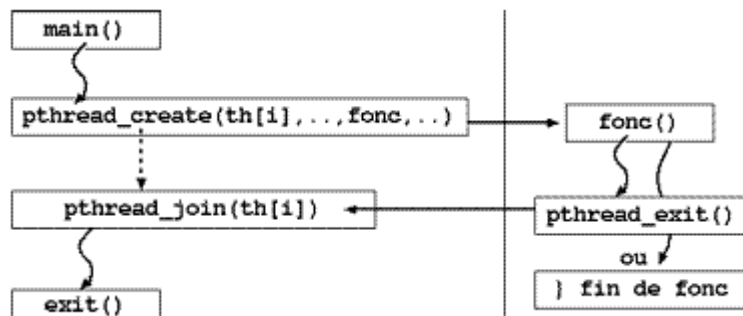 main()
pthread_create(th[i],..,fonc,..)
fonc()
pthread_join(th[i])
pthread_exit()
ou
} fin de fonc
exit()